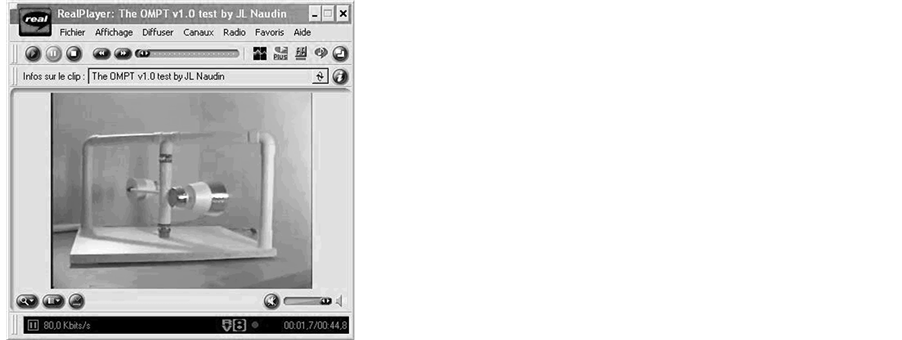 real RealPlayer: The OMPT v1.0 test by JL Naudin
Fichier Affichage Diffuser Canaux Radio Favoris Aide
Plus
Infos sur le clip : The OMPT v1.0 test by JL Naudin
80,0 Kbits/s 00:01,7/00:44,8